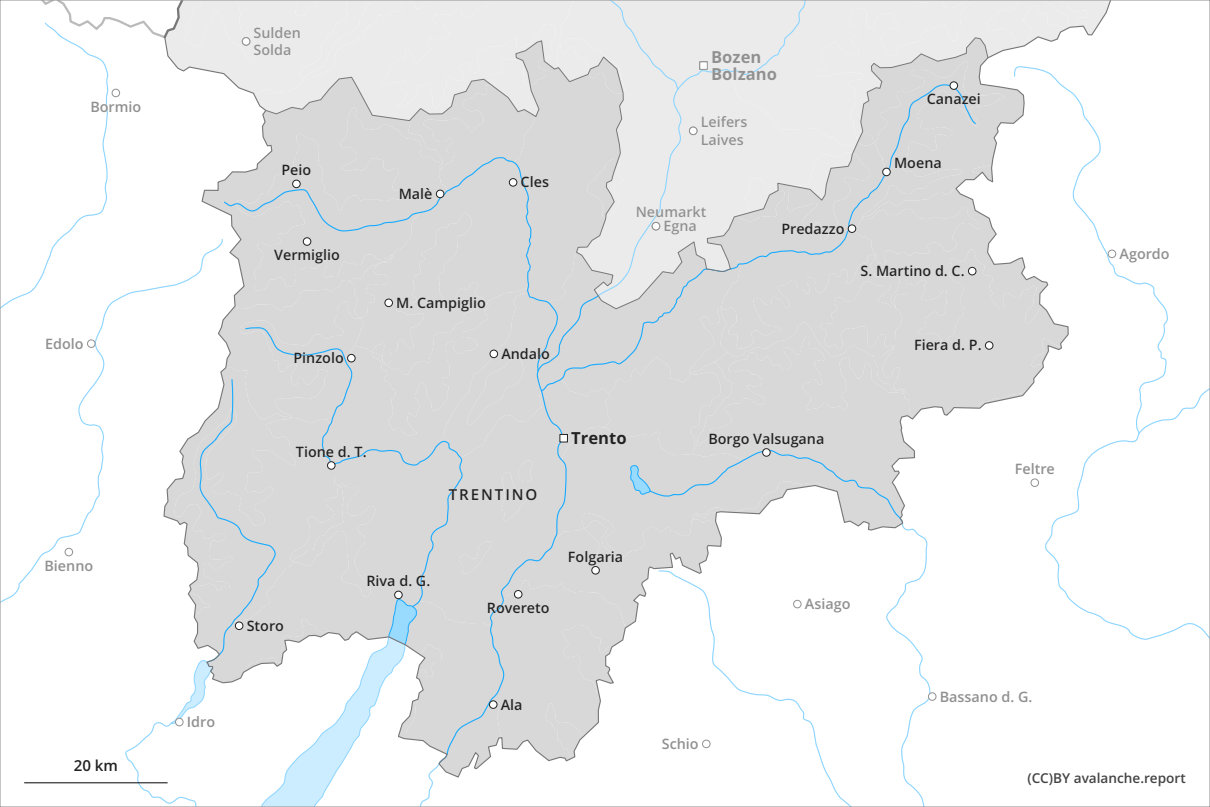 Sulden
Solda
Bozen
Bolzano
Bormio
Canazei
Leifers
Laives
Moena
Peio
Malè
Cles
Neumarkt
Egna
Predazzo
Vermiglio
Agordo
S. Martino d. C.
M. Campiglio
Edolo
Pinzolo
Andalo
Fiera d. P.
Trento
Borgo Valsugana
Tione d. T.
Feltre
TRENTINO
Bienno
Folgaria
Riva d. G.
Rovereto
Asiago
Storo
Bassano d. G.
Ala
Idro
Schio
20 km
(CC)BY avalanche.report